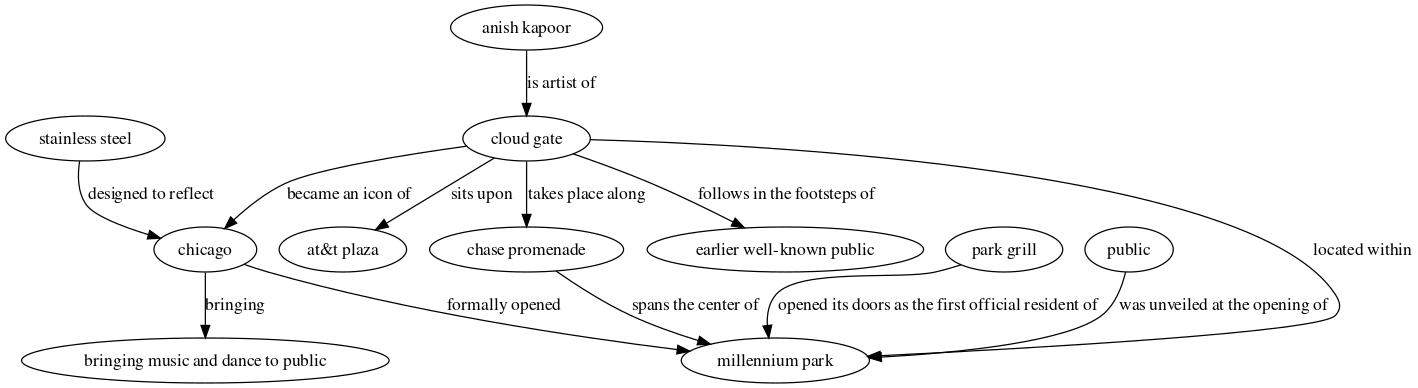 anish kapoor
is artist of
stainless steel
cloud gate
designed to reflect
became an icon of
sits upon
takes place along
follows in the footsteps of
located within
chicago
at&t plaza
chase promenade
earlier well-known public
park grill
public
bringing
formally opened
spans the center of
opened its doors as the first official resident of
was unveiled at the opening of
bringing music and dance to public
millennium park